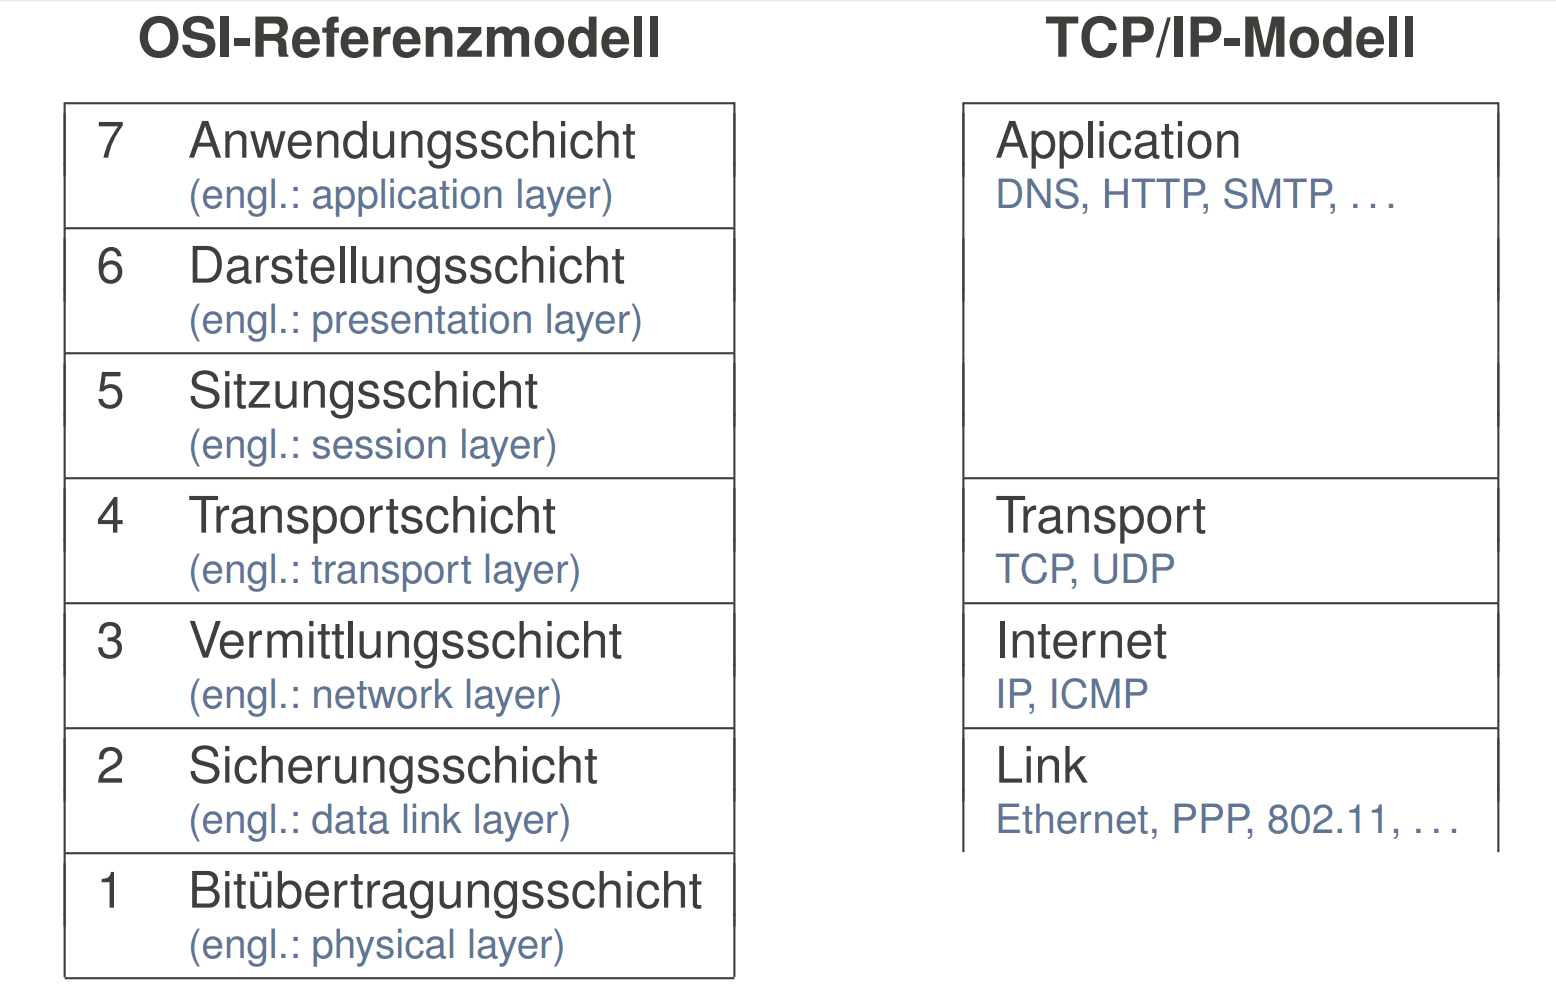 OSI-Referenzmodell
7 Anwendungsschicht
(engl.: application layer)
6 Darstellungsschicht
(engl.: presentation layer)
5 Sitzungsschicht
(engl.: session layer)
4 Transportschicht
(engl.: transport layer)
3 Vermittlungsschicht
(engl.: network layer)
2 Sicherungsschicht
(engl.: data link layer)
1 Bitübertragungsschicht
(engl.: physical layer)
TCP/IP-Modell
Application
DNS, HTTP, SMTP, . . .
Transport
TCP, UDP
Internet
IP, ICMP
Link
Ethernet, PPP, 802.11, . . .